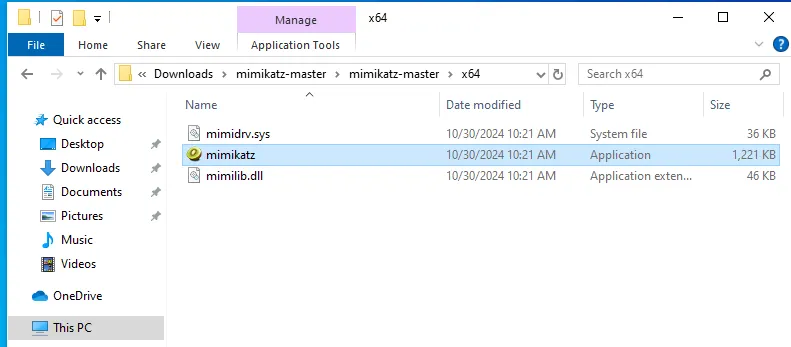 Manage x64
File Home Share View Application Tools
« Downloads › mimikatz-master › mimikatz-master › x64
Search x64
Name Date modified Type Size
Quick access
Desktop
Downloads
Documents
Pictures
Music
Videos
OneDrive
This PC
mimidrv.sys 10/30/2024 10:21 AM System file 36 KB
mimikatz 10/30/2024 10:21 AM Application 1,221 KB
mimilib.dll 10/30/2024 10:21 AM Application exten... 46 KB